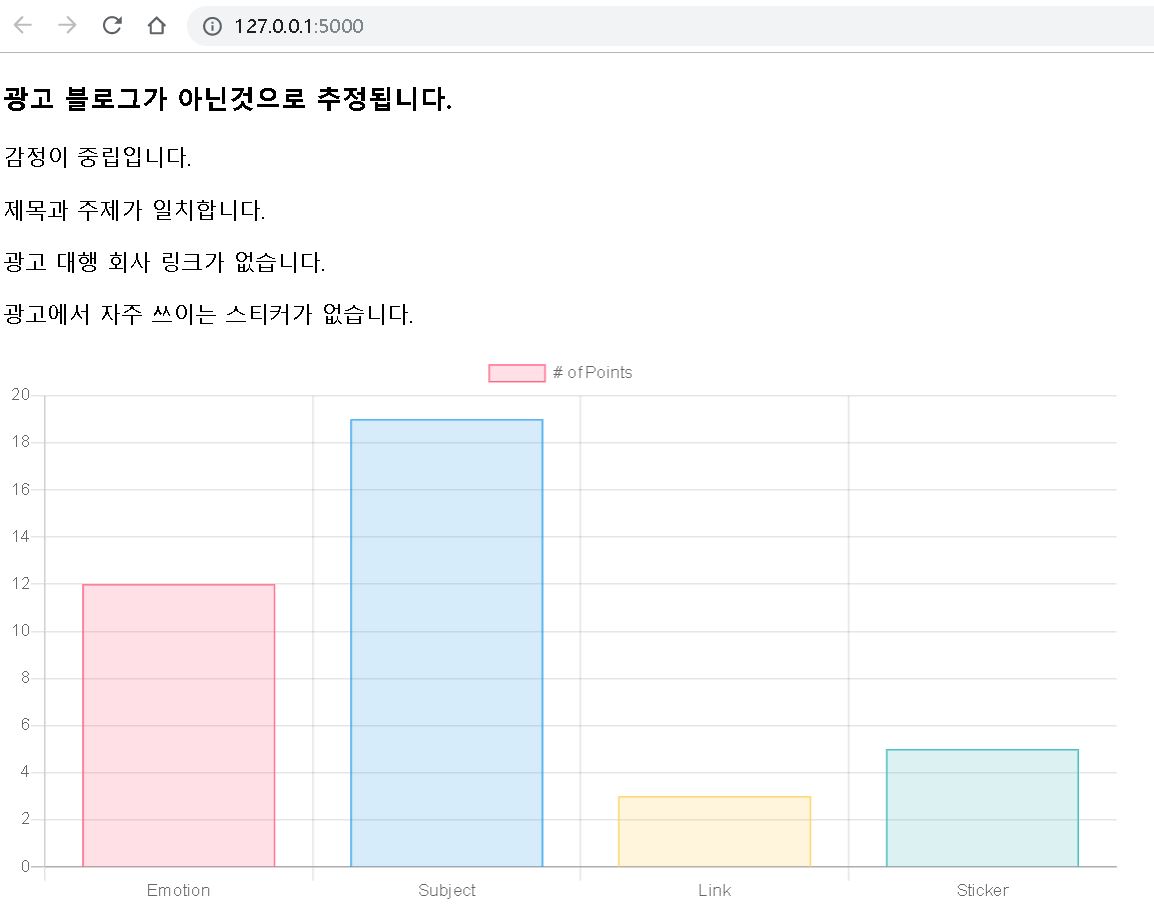 127.0.0.1:5000
광고 블로그가 아닌것으로 추정됩니다.
감정이 중립입니다.
제목과 주제가 일치합니다.
광고 대행 회사 링크가 없습니다.
광고에서 자주 쓰이는 스티커가 없습니다.
# of Points
20
18
16
14
12
10
8
6
4
2
0
Emotion Subject Link Sticker